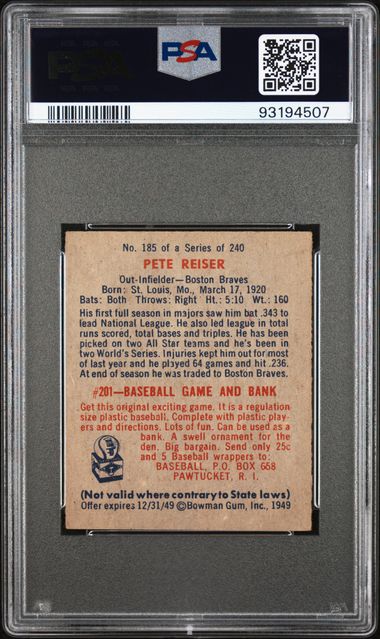 PSA
PSA
93194507
No. 185 of a Series of 240
PETE REISER
Out-Infielder—Boston Braves
Born: St. Louis, Mo., March 17, 1920
Bats: Both Throws: Right Ht.: 5:10 Wt.: 160
His first full season in majors saw him bat .343 to
lead National League. He also led league in total
runs scored, total bases and triples. He has been
picked on two All Star teams and he's been in
two World's Series. Injuries kept him out for most
of last year and he played 64 games and hit .236.
At end of season he was traded to Boston Braves.
#201—BASEBALL GAME AND BANK
Get this original exciting game. It is a regulation
size plastic baseball. Complete with plastic play-
ers and directions. Lots of fun. Can be used as a
bank. A swell ornament for the
den. Big bargain. Send only 25c
and 5 Baseball wrappers to:
BASEBALL, P.O. BOX 658
PAWTUCKET, R. I.
(Not valid where contrary to State laws)
Offer expires 12/31/49 ©Bowman Gum, Inc., 1949